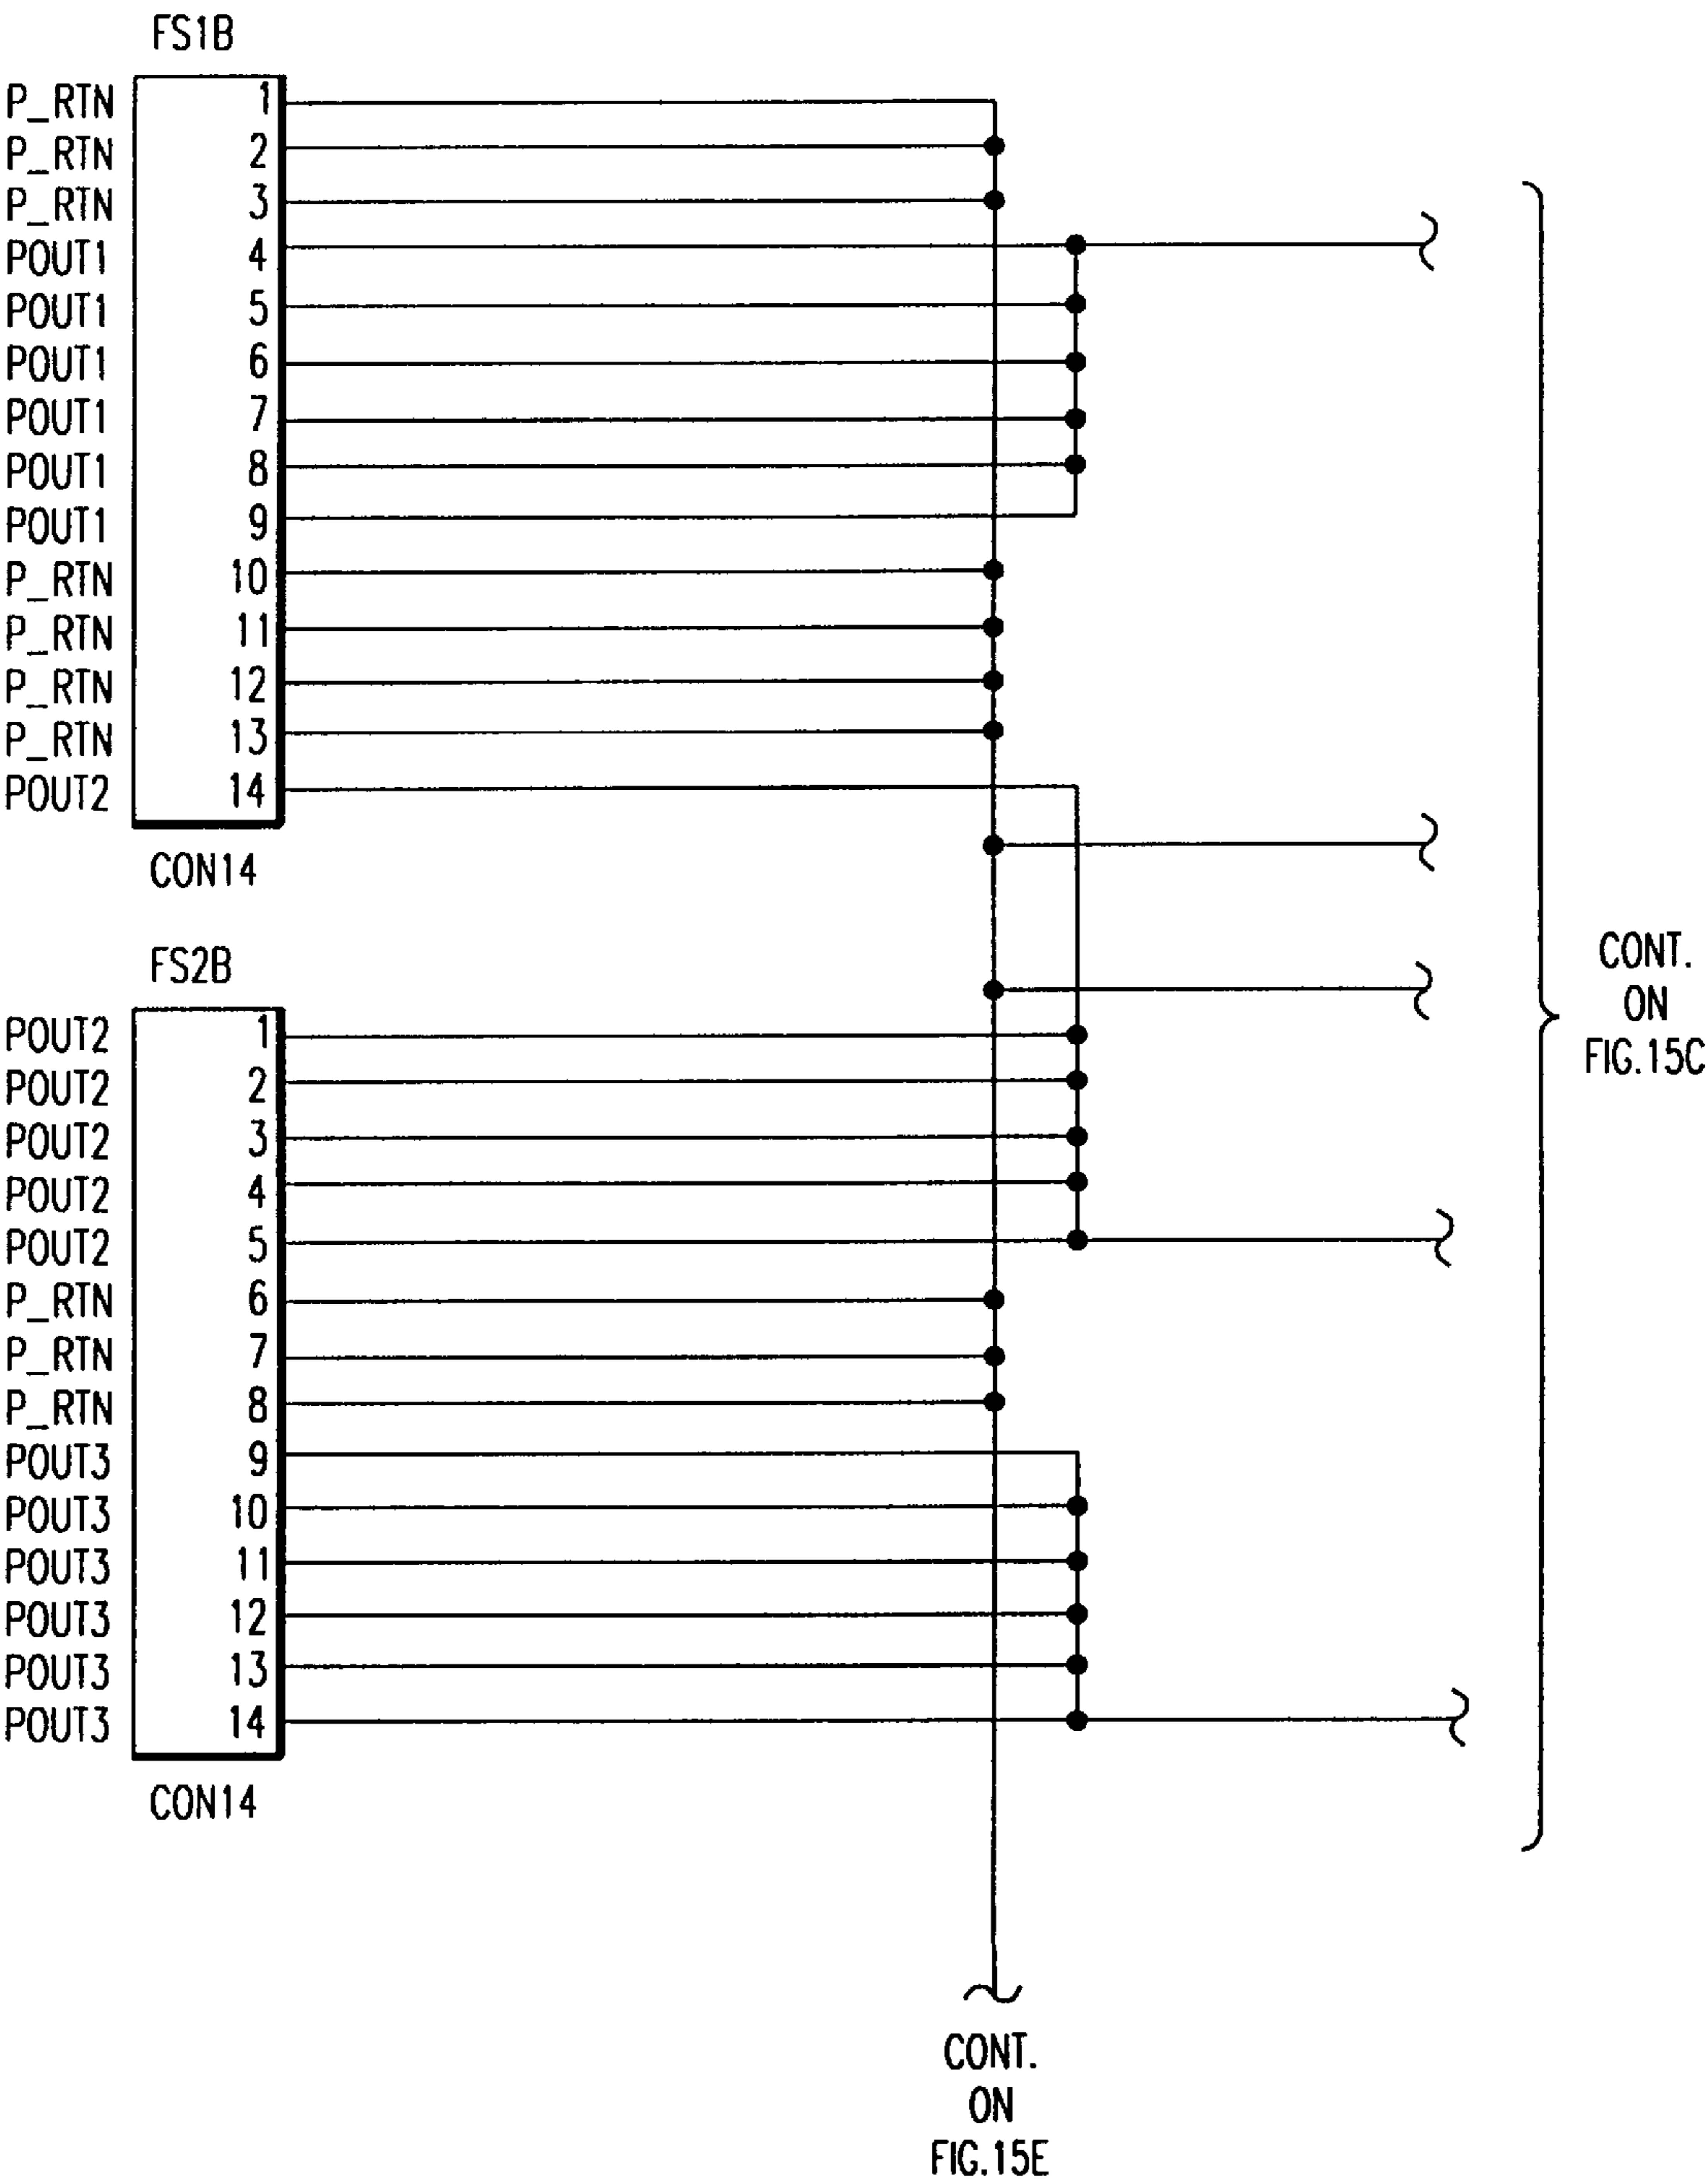 FS1B
P_RTN 1
P_RTN 2
P_RTN 3
POUT1 4
POUT1 5
POUT1 6
POUT1 7
POUT1 8
POUT1 9
P_RTN 10
P_RTN 11
P_RTN 12
P_RTN 13
POUT2 14
CON14
FS2B
POUT2 1
POUT2 2
POUT2 3
POUT2 4
POUT2 5
P_RTN 6
P_RTN 7
P_RTN 8
POUT3 9
POUT3 10
POUT3 11
POUT3 12
POUT3 13
POUT3 14
CON14
CONT.
ON
FIG.15C
CONT.
ON
FIG.15E